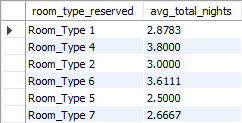 room_type_reserved avg_total_nights
Room_Type 1 2.8783
Room_Type 4 3.8000
Room_Type 2 3.0000
Room_Type 6 3.6111
Room_Type 5 2.5000
Room_Type 7 2.6667